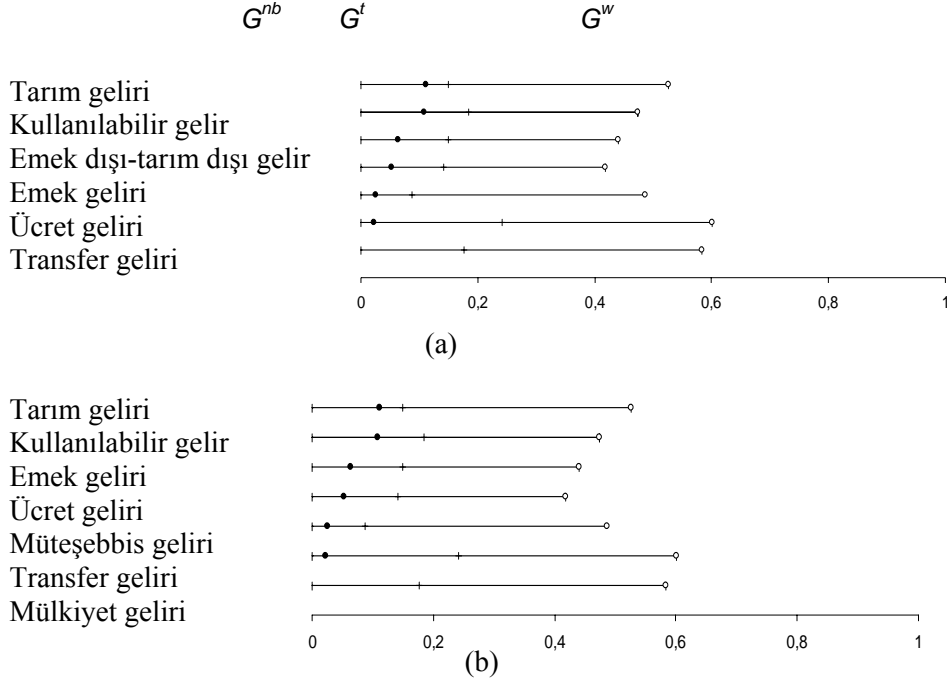 G^nb G^t G^w
Tarım geliri
Kullanılabilir gelir
Emek dışı-tarım dışı gelir
Emek geliri
Ücret geliri
Transfer geliri
0 0,2 0,4 0,6 0,8 1
(a)
Tarım geliri
Kullanılabilir gelir
Emek geliri
Ücret geliri
Müteşebbis geliri
Transfer geliri
Mülkiyet geliri
0 0,2 0,4 0,6 0,8 1
(b)